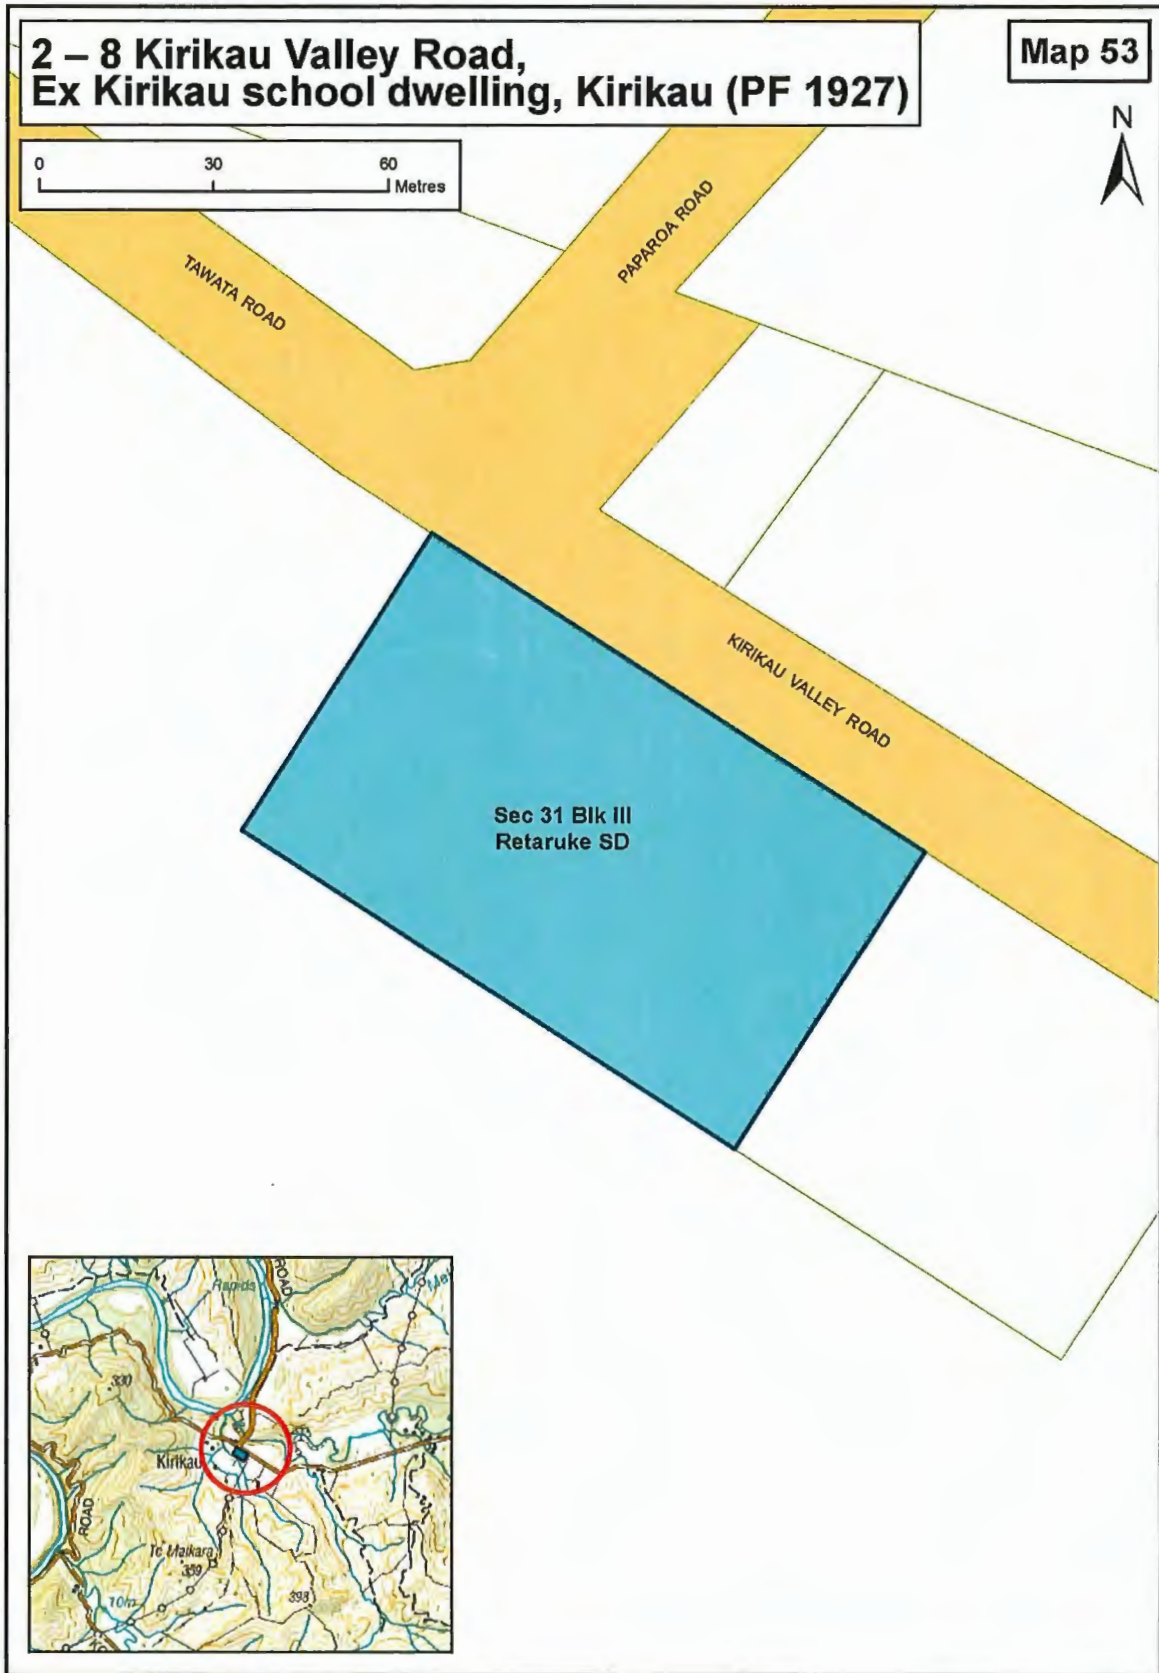 2 – 8 Kirikau Valley Road,
Ex Kirikau school dwelling, Kirikau (PF 1927)
Map 53
N
0 30 60
Metres
PAPAROA ROAD
TAWATA ROAD
KIRIKAU VALLEY ROAD
Sec 31 Blk III
Retaruke SD
Rapids
ROAD
330
Kirikau
ROAD
Te Maikara
359
10m
398